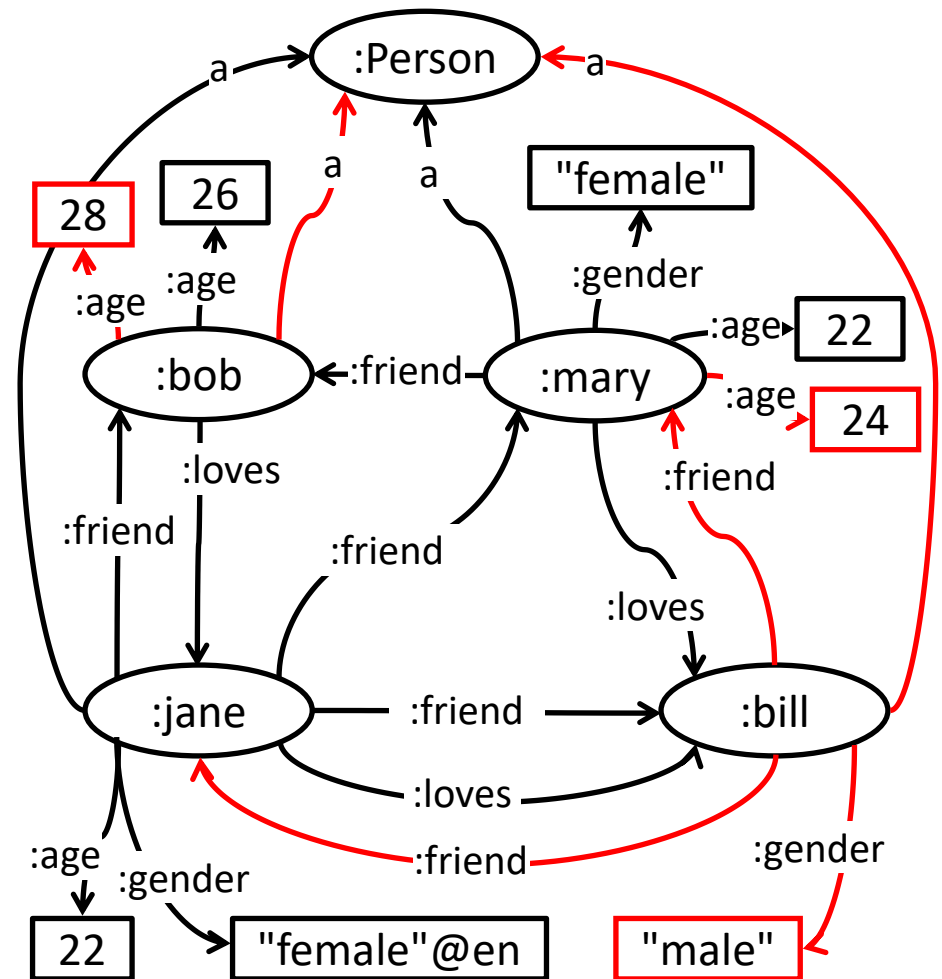 :Person
a
a
a
a
"female"
28
26
:gender
:age
:age
:age
22
:bob
:friend
:mary
:age
24
:loves
:friend
:friend
:friend
:loves
:jane
:friend
:bill
:loves
:age
:friend
:gender
:gender
22
"female"@en
"male"